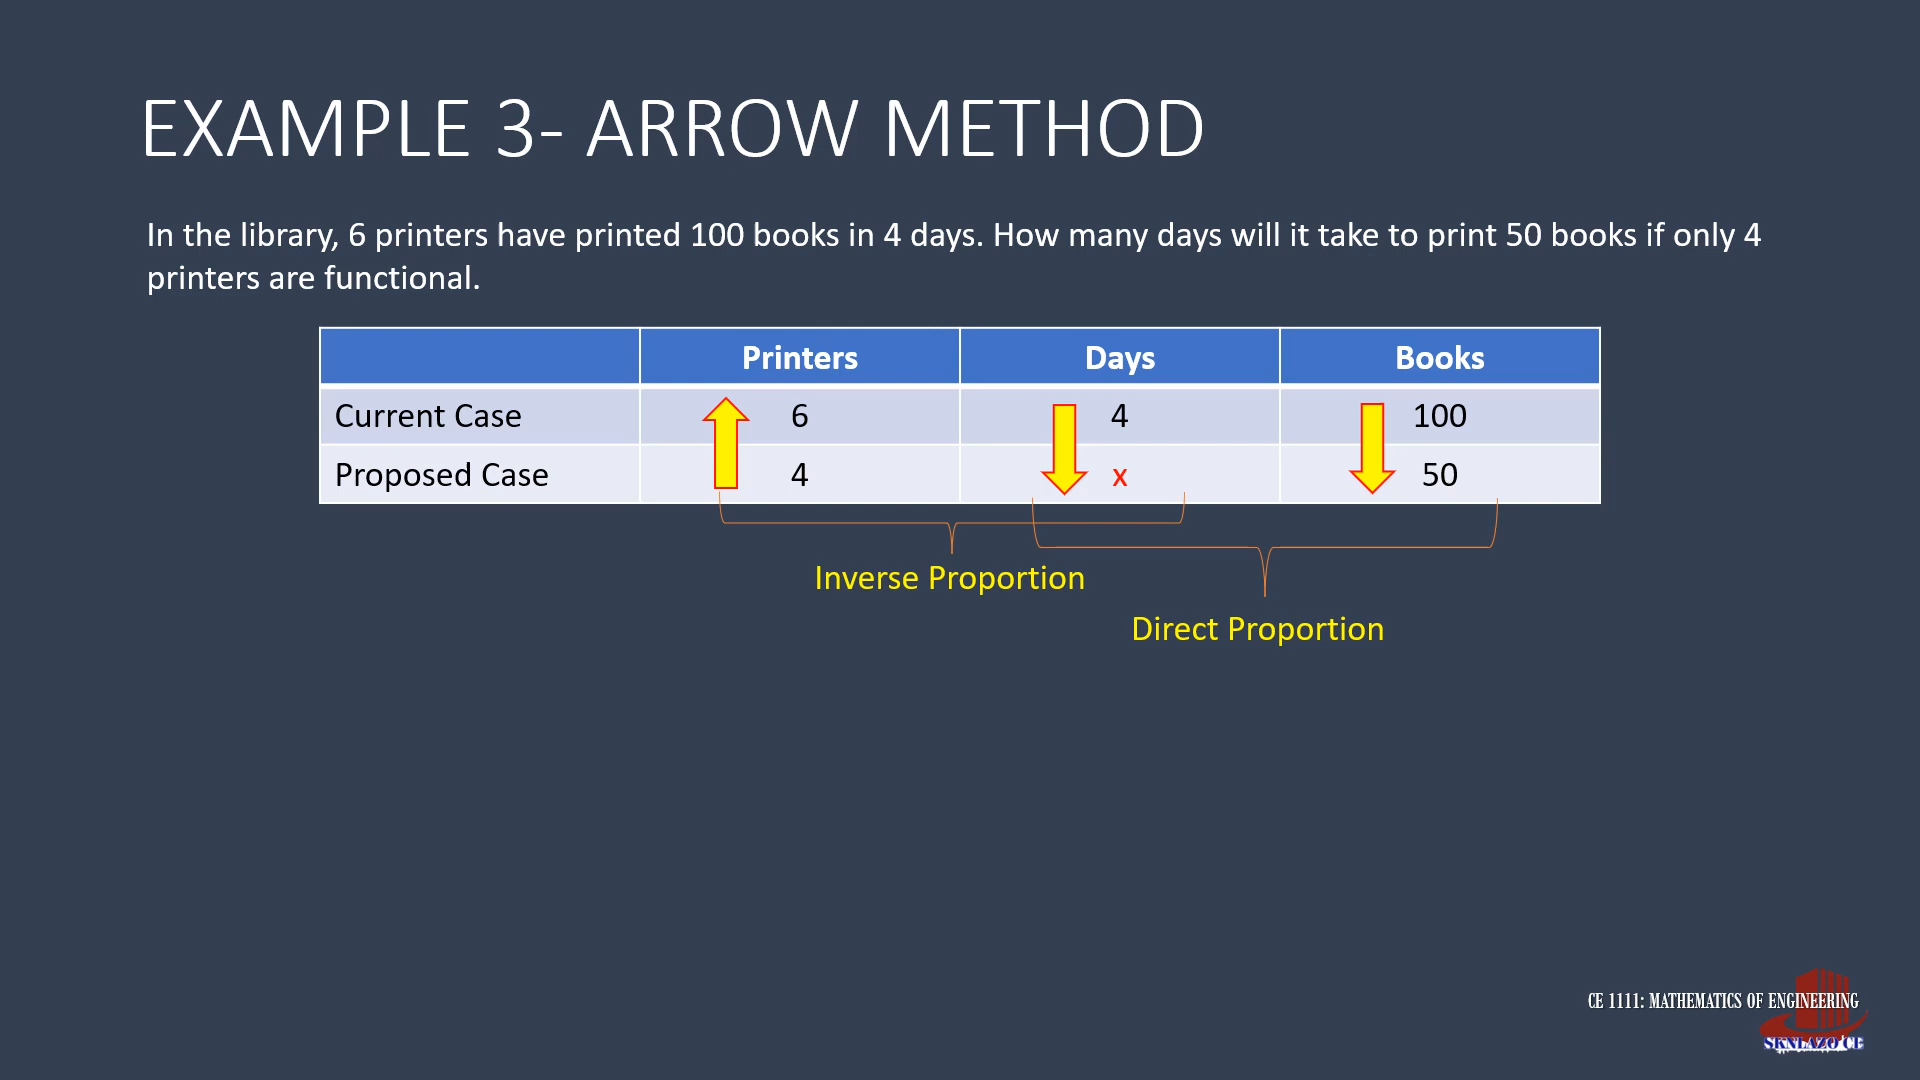 EXAMPLE 3- ARROW METHOD
In the library, 6 printers have printed 100 books in 4 days. How many days will it take to print 50 books if only 4
printers are functional.
Printers Days Books
Current Case 6 4 100
Proposed Case 4 x 50
Inverse Proportion
Direct Proportion
CE 1111: MATHEMATICS OF ENGINEERING